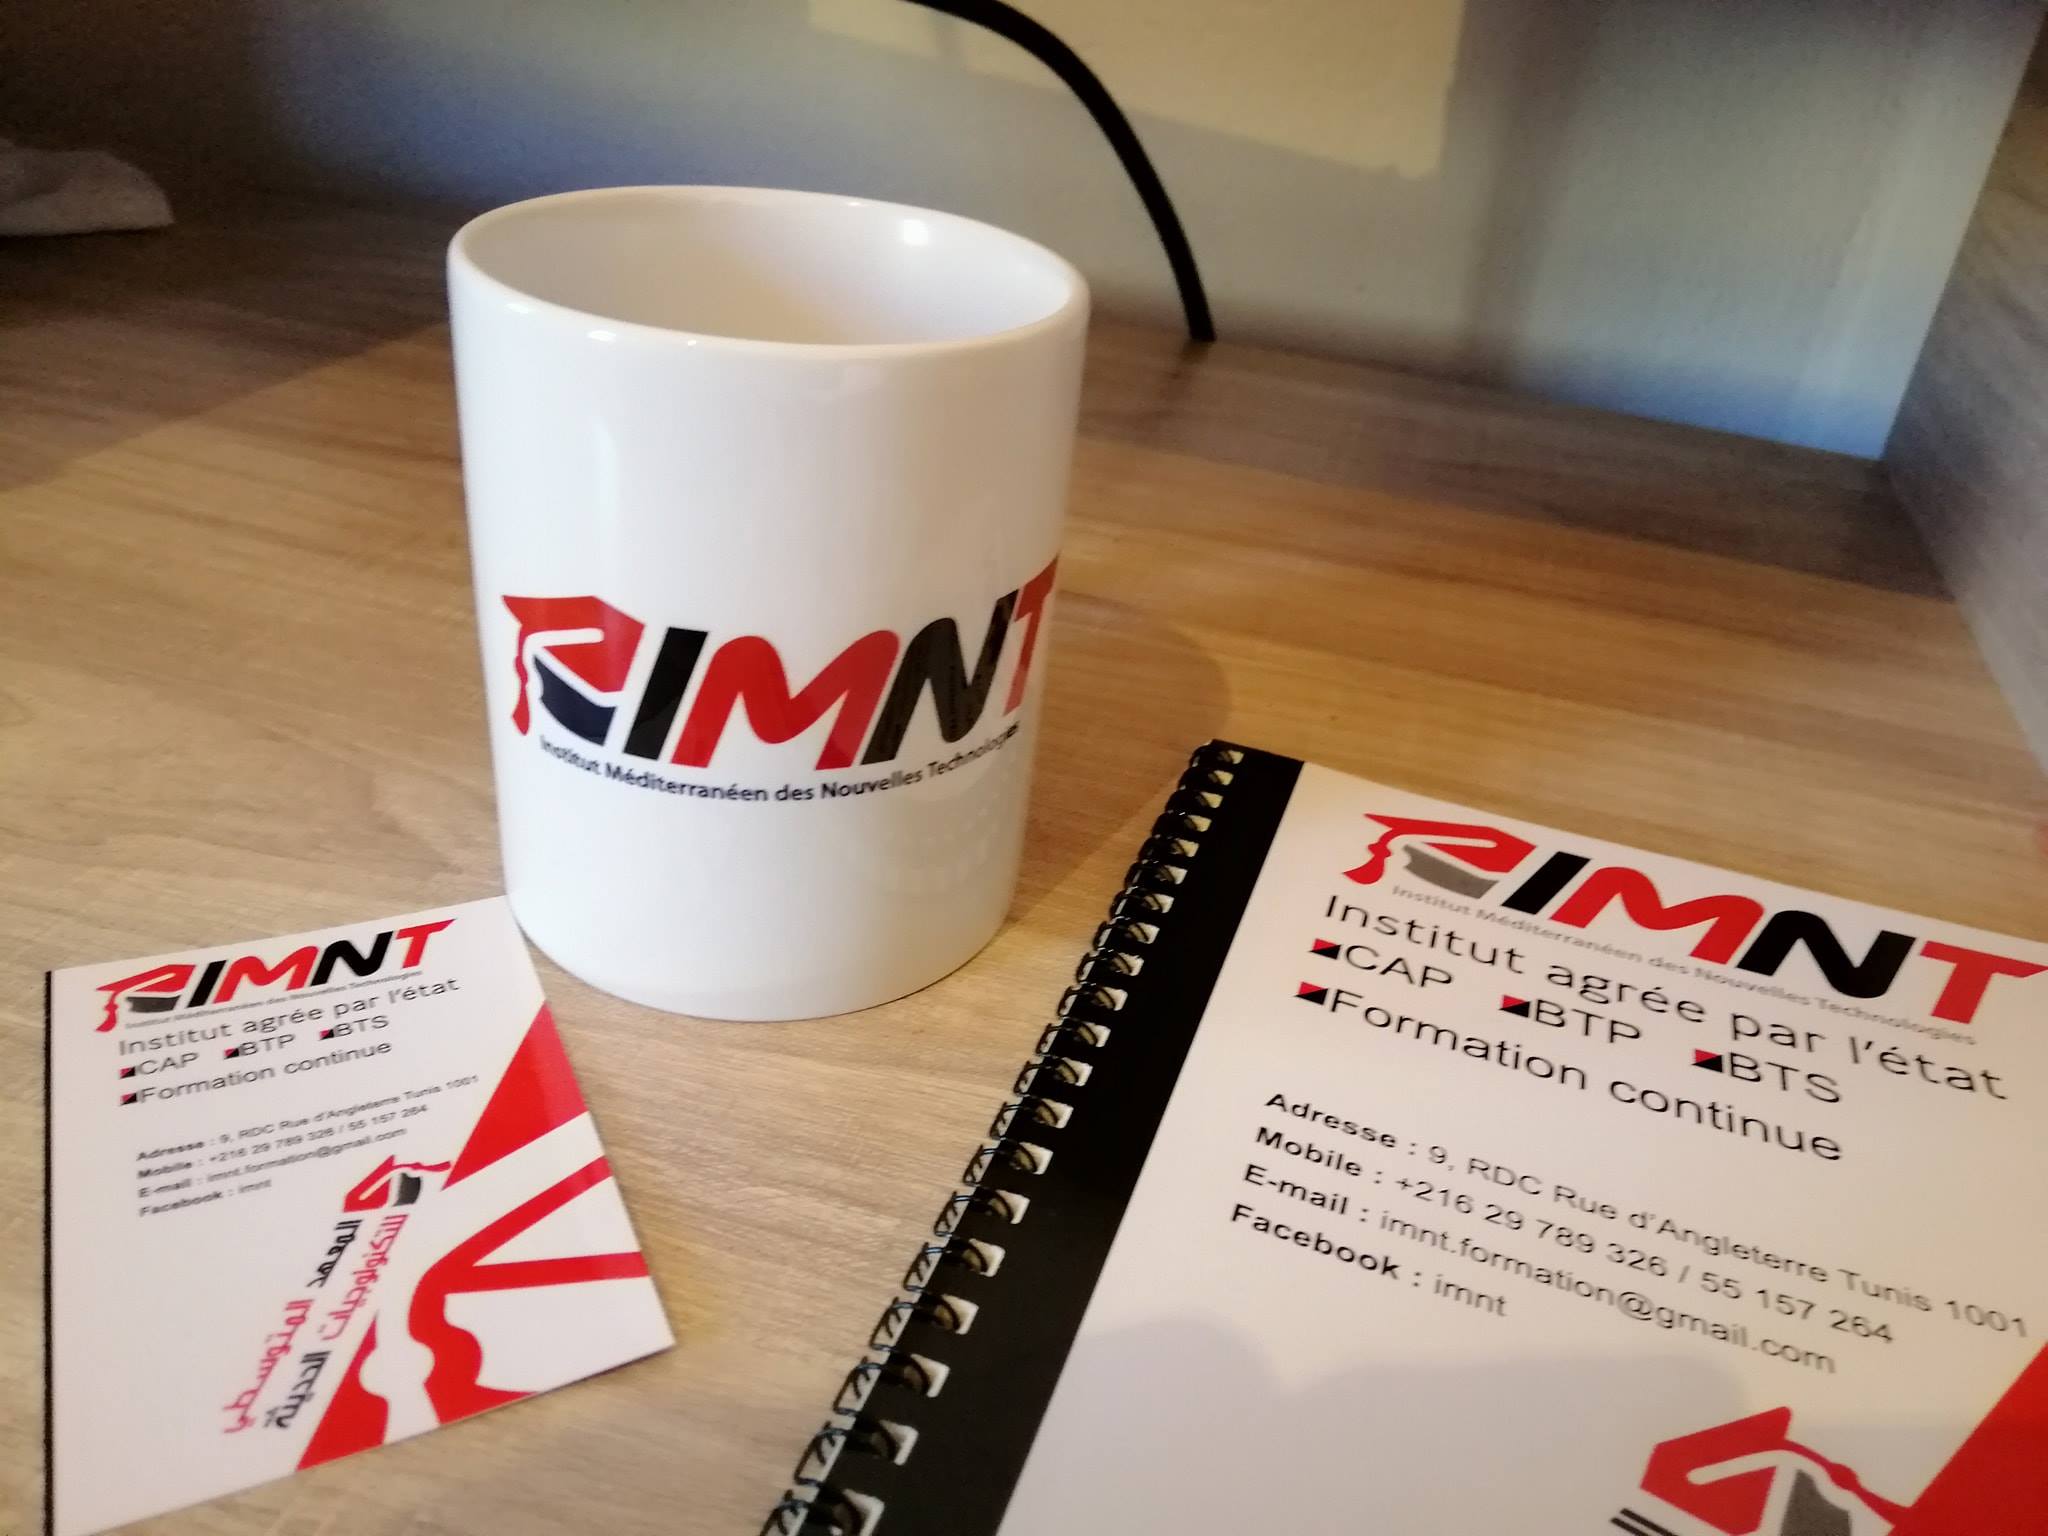 IMNT
Institut Méditerranéen des Nouvelles Technologies
IMNT
Institut Méditerranéen des Nouvelles Technologies
Institut agrée par l'état
CAP BTP BTS
Formation continue
Adresse : 9, RDC Rue d'Angleterre Tunis 1001
Mobile : +216 29 789 326 / 55 157 264
E-mail : imnt.formation@gmail.com
Facebook : imnt
المعهد المتوسطي
للتكنولوجيات الحديثة
IMNT
Institut Méditerranéen des Nouvelles Technologies
Institut agrée par l'état
CAP BTP BTS
Formation continue
Adresse : 9, RDC Rue d'Angleterre Tunis 1001
Mobile : +216 29 789 326 / 55 157 264
E-mail : imnt.formation@gmail.com
Facebook : imnt